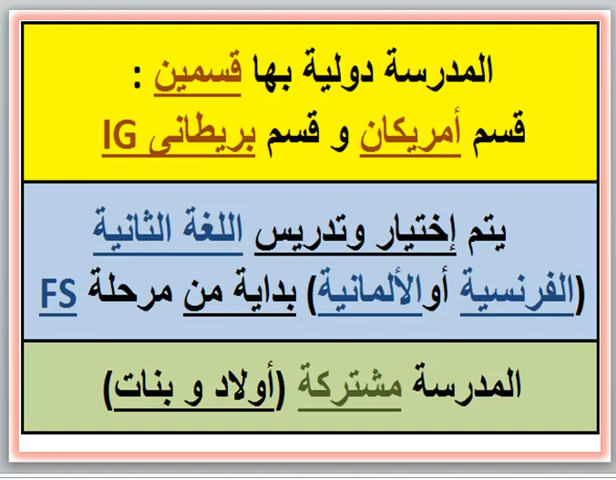 المدرسة دولية بها قسمين :
قسم أمريكان و قسم بريطانى IG
يتم إختيار وتدريس اللغة الثانية
(الفرنسية أوالألمانية) بداية من مرحلة FS
المدرسة مشتركة (أولاد و بنات)